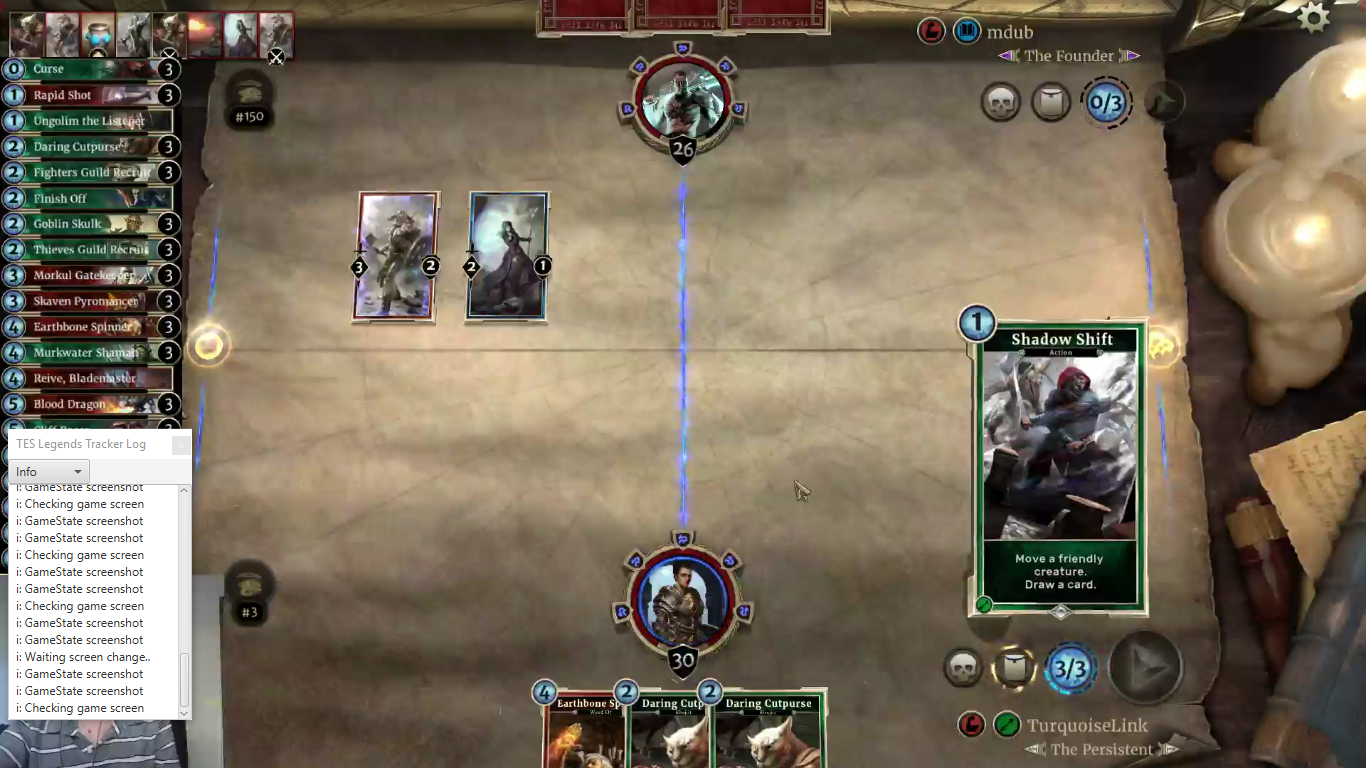 mdub
The Founder
0/3
#150
26
0 Curse 3
1 Rapid Shot 3
1 Ungolim the Listener
2 Daring Cutpurse 3
2 Fighters Guild Recruit 3
2 Finish Off
2 Goblin Skulk 3
2 Thieves Guild Recruit 3
3 Morkul Gatekeeper 3
3 Skaven Pyromancer 3
4 Earthbone Spinner 3
4 Murkwater Shaman 3
4 Reive, Blademaster
5 Blood Dragon 3
3 2
2 1
1
Shadow Shift
Action
Move a friendly
creature.
Draw a card.
TES Legends Tracker Log
Info
i: GameState screenshot
i: Checking game screen
i: GameState screenshot
i: GameState screenshot
i: Checking game screen
i: GameState screenshot
i: GameState screenshot
i: Checking game screen
i: GameState screenshot
i: GameState screenshot
i: Waiting screen change..
i: GameState screenshot
i: GameState screenshot
i: Checking game screen
#3
30
3/3
4 Earthbone Sp
2 Daring Cutp
2 Daring Cutpurse
TurquoiseLink
The Persistent